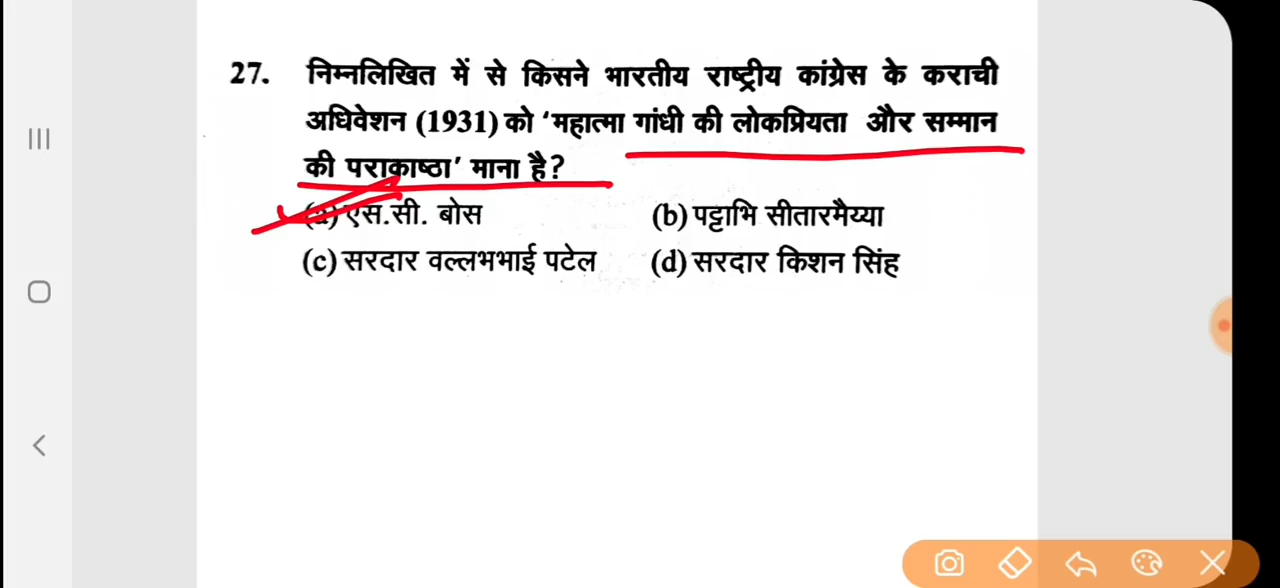 27. निम्नलिखित में से किसने भारतीय राष्ट्रीय कांग्रेस के कराची
अधिवेशन (1931) को ‘महात्मा गांधी की लोकप्रियता और सम्मान
की पराकाष्ठा’ माना है?
(a) एस.सी. बोस (b) पट्टाभि सीतारमैय्या
(c) सरदार वल्लभभाई पटेल (d) सरदार किशन सिंह